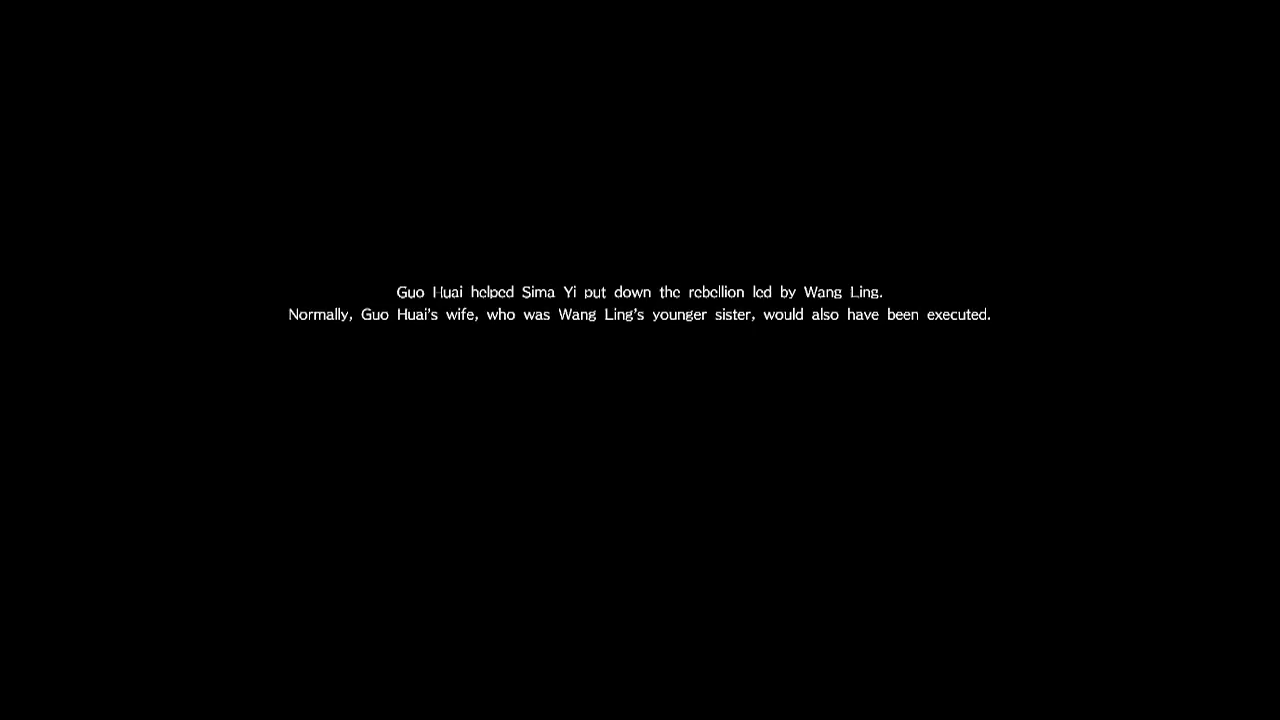 Guo Huai helped Sima Yi put down the rebellion led by Wang Ling.
Normally, Guo Huai's wife, who was Wang Ling's younger sister, would also have been executed.